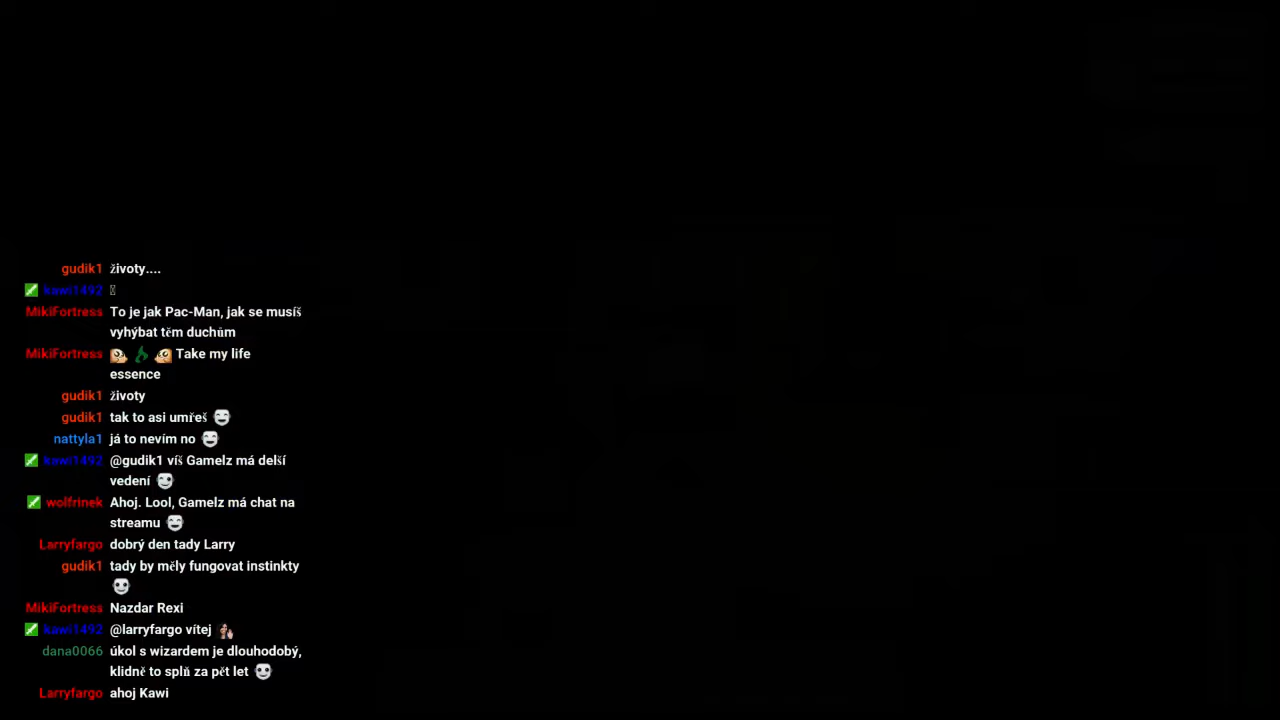 gudik1 životy....
kawi1492
MikiFortress To je jak Pac-Man, jak se musíš
vyhýbat těm duchům
MikiFortress Take my life
essence
gudik1 životy
gudik1 tak to asi umřeš
nattyla1 já to nevím no
kawi1492 @gudik1 víš Gamelz má delší
vedení
wolfrinek Ahoj. Lool, Gamelz má chat na
streamu
Larryfargo dobrý den tady Larry
gudik1 tady by měly fungovat instinkty
MikiFortress Nazdar Rexi
kawi1492 @larryfargo vítej
dana0066 úkol s wizardem je dlouhodobý,
klidně to splň za pět let
Larryfargo ahoj Kawi